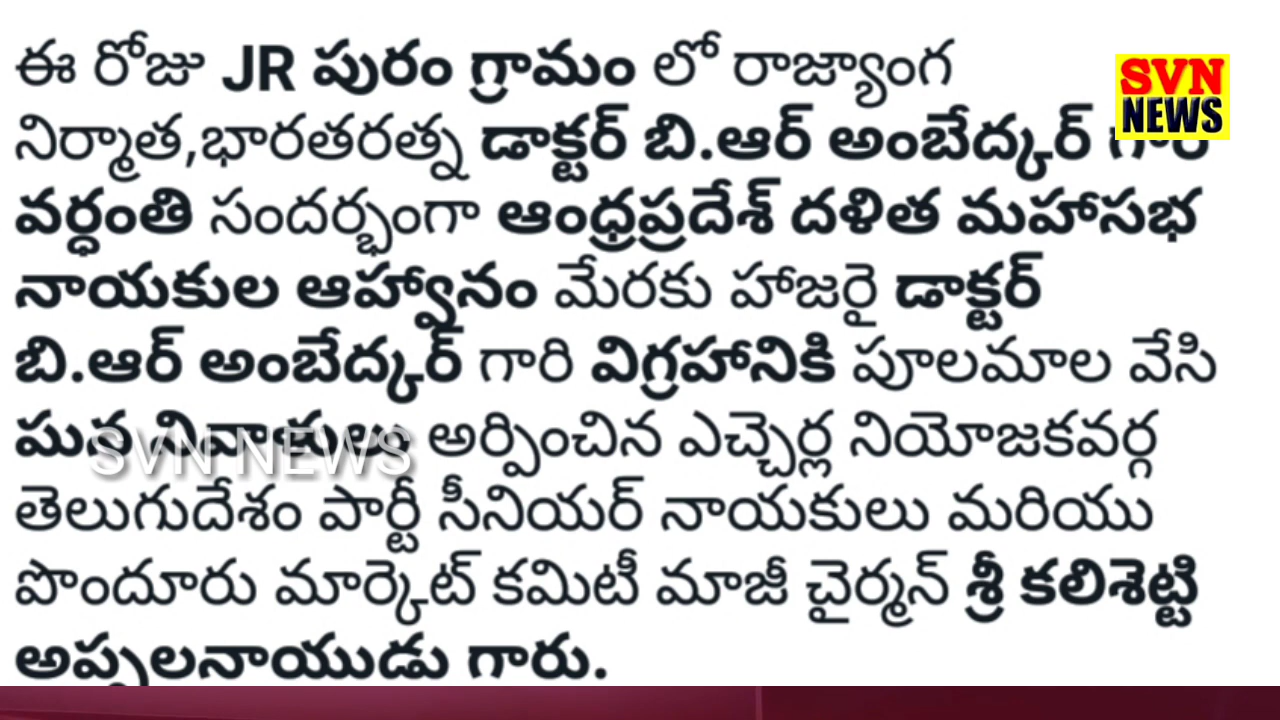 ఈ రోజు JR పురం గ్రామం లో రాజ్యాంగ
SVN
NEWS
నిర్మాత,భారతరత్న డాక్టర్ బి.ఆర్ అంబేద్కర్ గారి
వర్ధంతి సందర్భంగా ఆంధ్రప్రదేశ్ దళిత మహాసభ
నాయకుల ఆహ్వానం మేరకు హాజరై డాక్టర్
బి.ఆర్ అంబేద్కర్ గారి విగ్రహానికి పూలమాల వేసి
ఘన నివాళులు అర్పించిన ఎచ్చెర్ల నియోజకవర్గ
SVN NEWS
తెలుగుదేశం పార్టీ సీనియర్ నాయకులు మరియు
పొందూరు మార్కెట్ కమిటీ మాజీ చైర్మన్ శ్రీ కలిశెట్టి
అప్పలనాయుడు గారు.